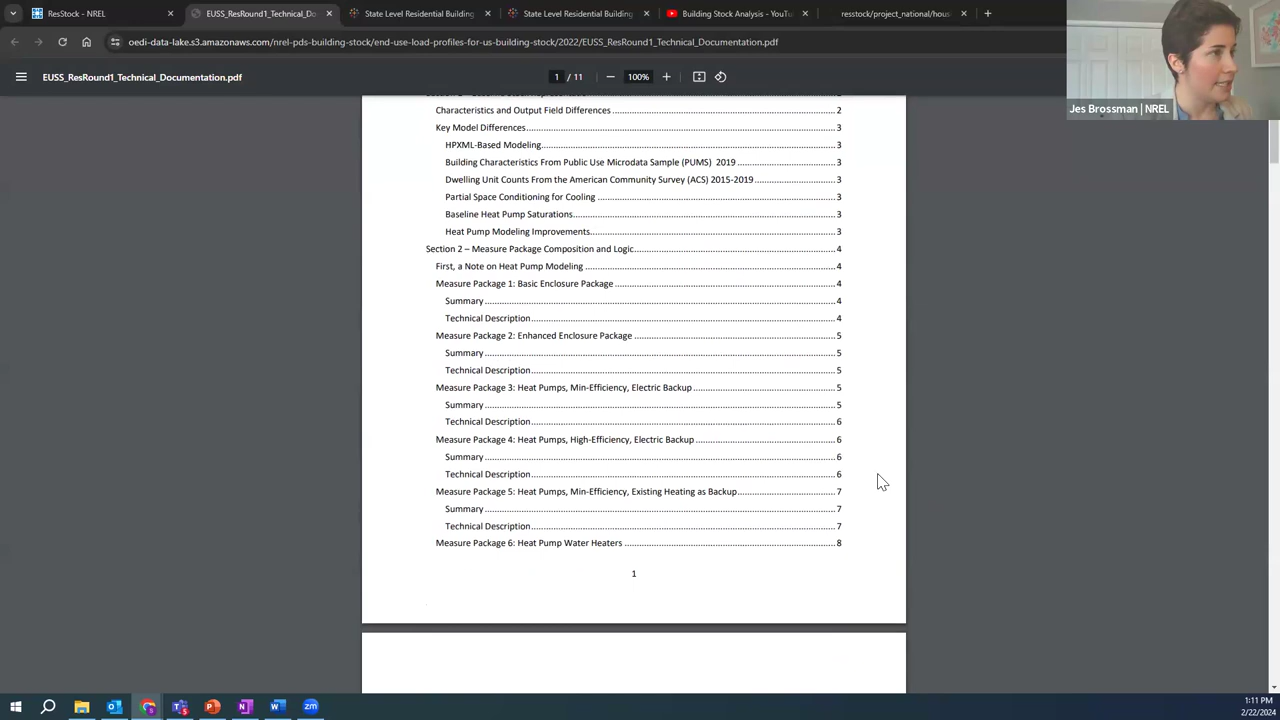 ResStock - NREL
EUSS_ResRound1_Technical_Do
State Level Residential Building
State Level Residential Building
Building Stock Analysis - YouTu
resstock/project_national/hous
oedi-data-lake.s3.amazonaws.com/nrel-pds-building-stock/end-use-load-profiles-for-us-building-stock/2022/EUSS_ResRound1_Technical_Documentation.pdf
EUSS_ResRound1_Technical_Documentation.pdf
1 / 11
100%
Jes Brossman | NREL
Characteristics and Output Field Differences 2
Key Model Differences 3
HPXML-Based Modeling 3
Building Characteristics From Public Use Microdata Sample (PUMS) 2019 3
Dwelling Unit Counts From the American Community Survey (ACS) 2015-2019 3
Partial Space Conditioning for Cooling 3
Baseline Heat Pump Saturations 3
Heat Pump Modeling Improvements 3
Section 2 – Measure Package Composition and Logic 4
First, a Note on Heat Pump Modeling 4
Measure Package 1: Basic Enclosure Package 4
Summary 4
Technical Description 4
Measure Package 2: Enhanced Enclosure Package 5
Summary 5
Technical Description 5
Measure Package 3: Heat Pumps, Min-Efficiency, Electric Backup 5
Summary 5
Technical Description 6
Measure Package 4: Heat Pumps, High-Efficiency, Electric Backup 6
Summary 6
Technical Description 6
Measure Package 5: Heat Pumps, Min-Efficiency, Existing Heating as Backup 7
Summary 7
Technical Description 7
Measure Package 6: Heat Pump Water Heaters 8
1
1:11 PM
2/22/2024